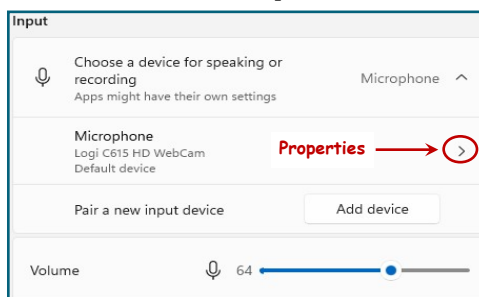 Input
Choose a device for speaking or
recording
Apps might have their own settings
Microphone
Microphone
Logi C615 HD WebCam
Default device
Properties
Pair a new input device
Add device
Volume
64